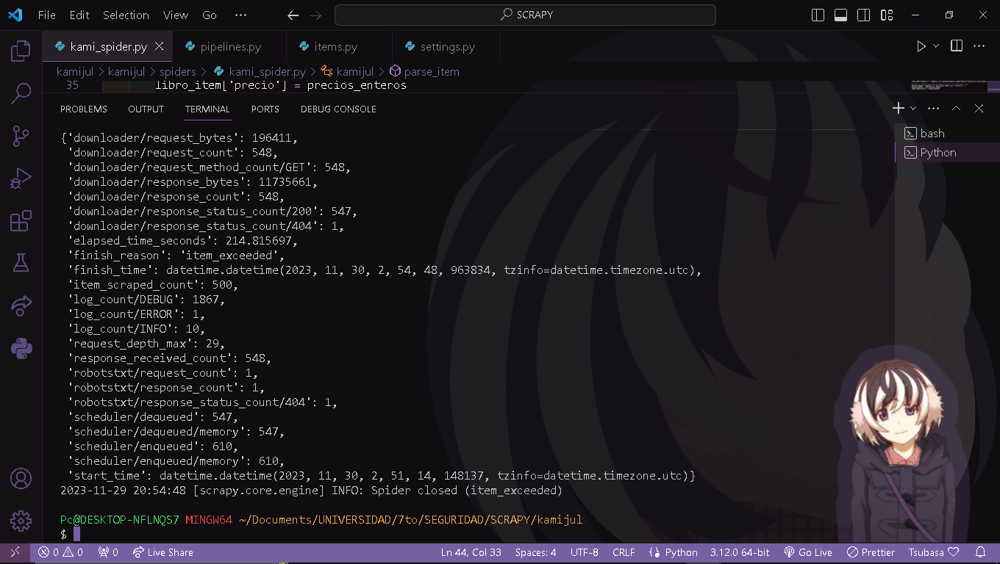 File Edit Selection View Go ··· SCRAPY
kami_spider.py pipelines.py items.py settings.py
kamijul > kamijul > spiders > kami_spider.py > kamijul > parse_item
35 libro_item['precio'] = precios_enteros
PROBLEMS OUTPUT TERMINAL PORTS DEBUG CONSOLE
bash
Python
{'downloader/request_bytes': 196411,
'downloader/request_count': 548,
'downloader/request_method_count/GET': 548,
'downloader/response_bytes': 11735661,
'downloader/response_count': 548,
'downloader/response_status_count/200': 547,
'downloader/response_status_count/404': 1,
'elapsed_time_seconds': 214.815697,
'finish_reason': 'item_exceeded',
'finish_time': datetime.datetime(2023, 11, 30, 2, 54, 48, 963834, tzinfo=datetime.timezone.utc),
'item_scraped_count': 500,
'log_count/DEBUG': 1867,
'log_count/ERROR': 1,
'log_count/INFO': 10,
'request_depth_max': 29,
'response_received_count': 548,
'robotstxt/request_count': 1,
'robotstxt/response_count': 1,
'robotstxt/response_status_count/404': 1,
'scheduler/dequeued': 547,
'scheduler/dequeued/memory': 547,
'scheduler/enqueued': 610,
'scheduler/enqueued/memory': 610,
'start_time': datetime.datetime(2023, 11, 30, 2, 51, 14, 148137, tzinfo=datetime.timezone.utc)}
2023-11-29 20:54:48 [scrapy.core.engine] INFO: Spider closed (item_exceeded)
Pc@DESKTOP-NFLNQS7 MINGW64 ~/Documents/UNIVERSIDAD/7to/SEGURIDAD/SCRAPY/kamijul
$
0 0 0 Live Share Ln 44, Col 33 Spaces: 4 UTF-8 CRLF Python 3.12.0 64-bit Go Live Prettier Tsubasa